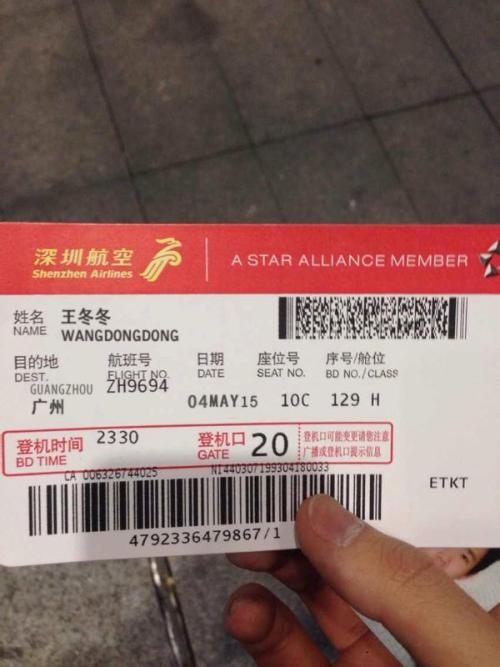 深圳航空
Shenzhen Airlines
A STAR ALLIANCE MEMBER
姓名 王冬冬
NAME WANGDONGDONG
目的地 航班号 日期 座位号 序号/舱位
DEST. FLIGHT NO. DATE SEAT NO. BD NO./CLASS
GUANGZHOU ZH9694
广州 04MAY15 10C 129 H
登机时间 2330 登机口 20 登机口可能变更请您注意
BD TIME GATE 广播或登机口提示信息
CA 006326744025 NI440307199304180033
ETKT
4792336479867/1